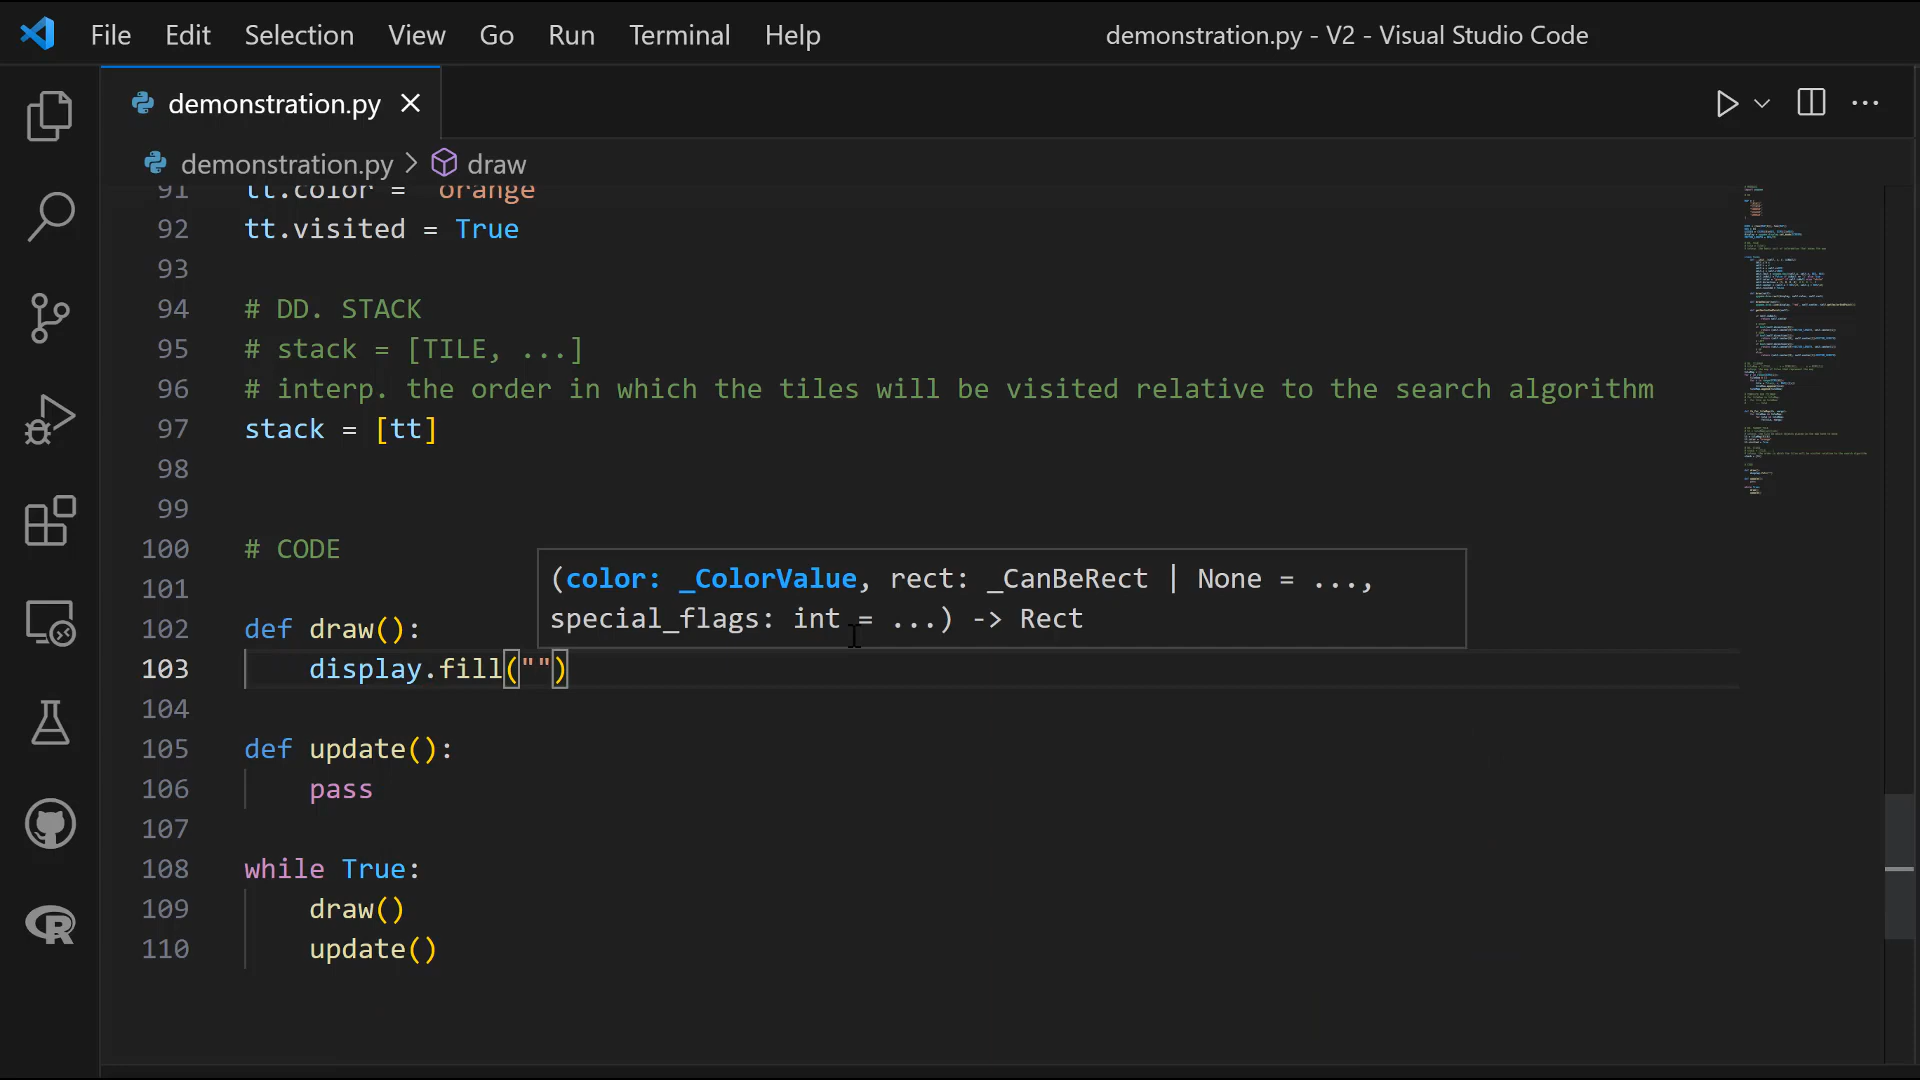 File Edit Selection View Go Run Terminal Help demonstration.py - V2 - Visual Studio Code
demonstration.py
demonstration.py > draw
91 tt.color = "orange
92 tt.visited = True
93
94 # DD. STACK
95 # stack = [TILE, ...]
96 # interp. the order in which the tiles will be visited relative to the search algorithm
97 stack = [tt]
98
99
100 # CODE
(color: _ColorValue, rect: _CanBeRect | None = ...,
101
special_flags: int = ...) -> Rect
102 def draw():
103 display.fill("")
104
105 def update():
106 pass
107
108 while True:
109 draw()
110 update()